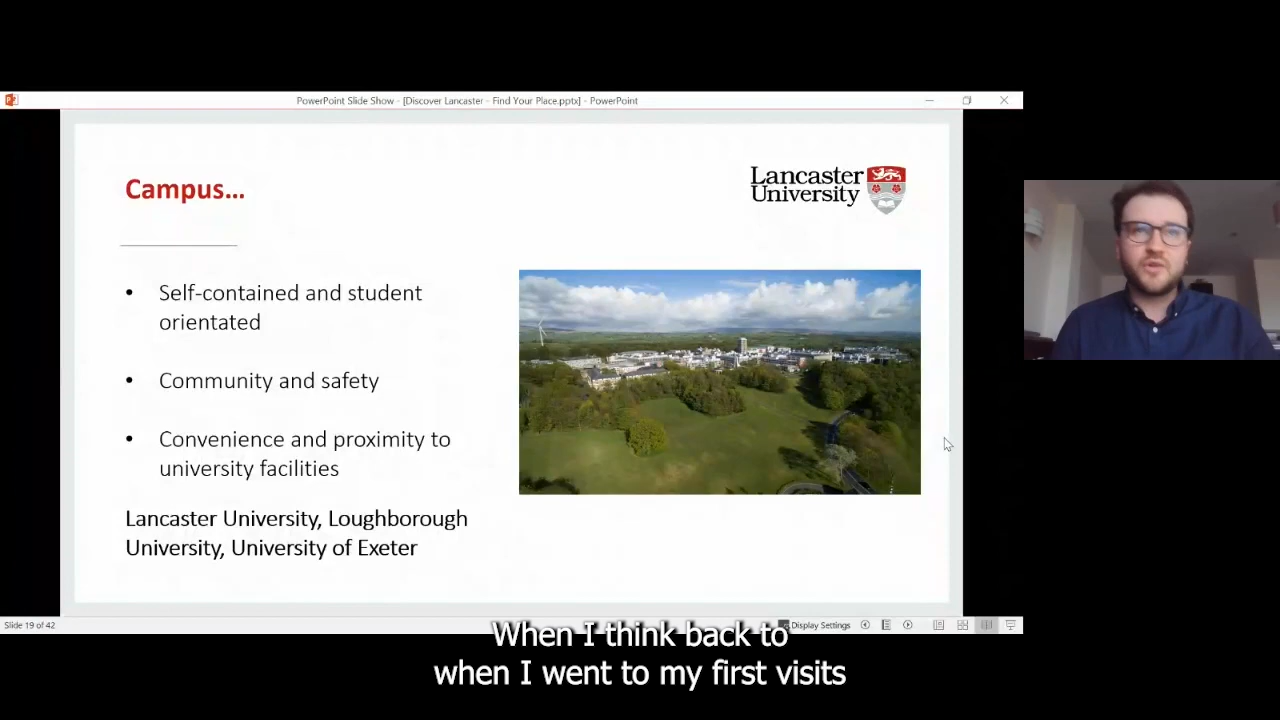 PowerPoint Slide Show - [Discover Lancaster - Find Your Place.pptx] - PowerPoint
Campus...
Lancaster
University
• Self-contained and student
orientated
• Community and safety
• Convenience and proximity to
university facilities
Lancaster University, Loughborough
University, University of Exeter
Slide 19 of 42
Display Settings
When I think back to
when I went to my first visits